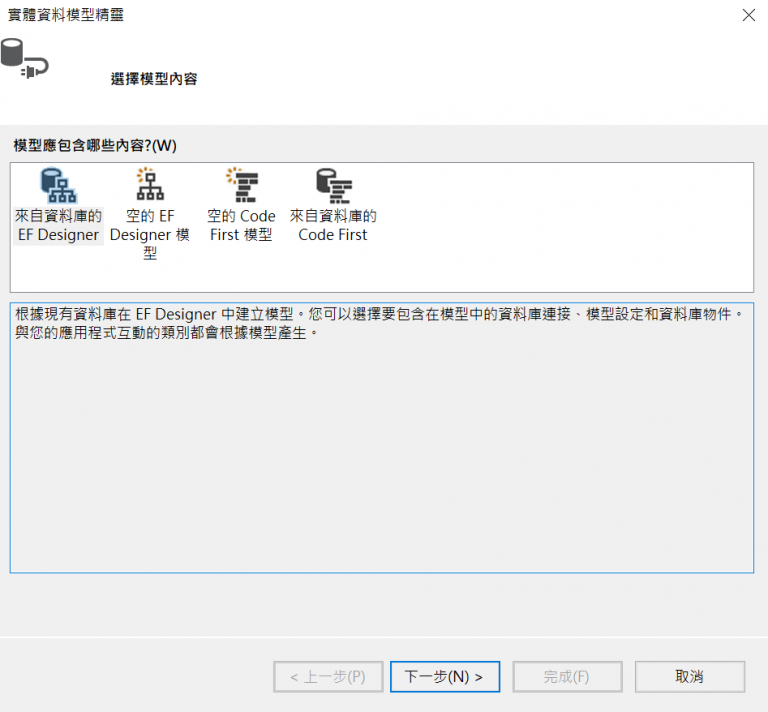 實體資料模型精靈
選擇模型內容
模型應包含哪些內容?(W)
來自資料庫的
EF Designer
空的 EF
Designer 模
型
空的 Code
First 模型
來自資料庫的
Code First
根據現有資料庫在 EF Designer 中建立模型。您可以選擇要包含在模型中的資料庫連接、模型設定和資料庫物件。
與您的應用程式互動的類別都會根據模型產生。
< 上一步(P)
下一步(N) >
完成(F)
取消